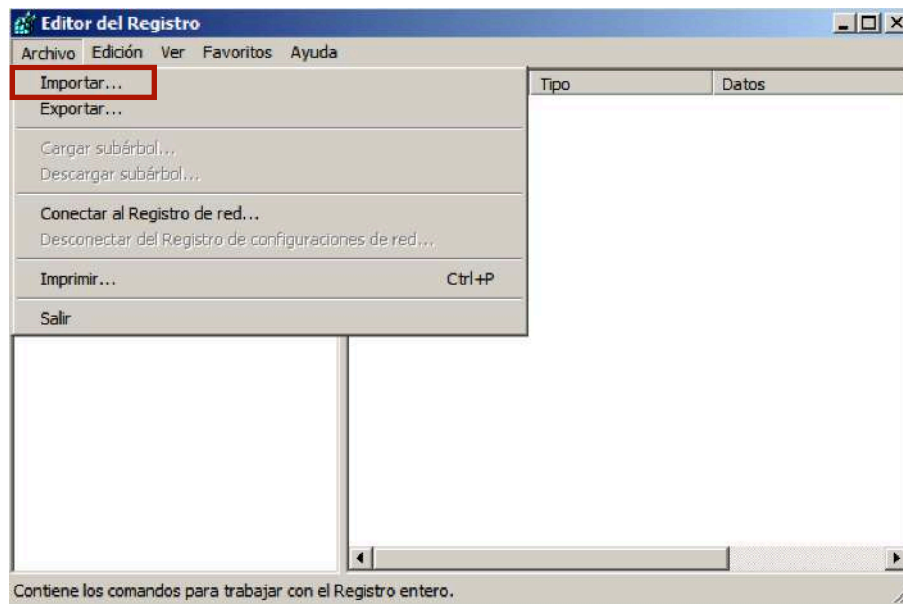 Editor del Registro
Archivo Edición Ver Favoritos Ayuda
Importar...
Tipo Datos
Exportar...
Cargar subárbol...
Descargar subárbol...
Conectar al Registro de red...
Desconectar del Registro de configuraciones de red...
Imprimir... Ctrl+P
Salir
Contiene los comandos para trabajar con el Registro entero.